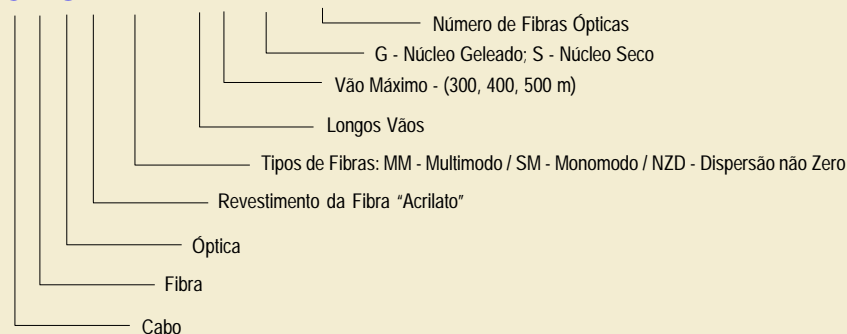 Número de Fibras Ópticas
G - Núcleo Geleado; S - Núcleo Seco
Vão Máximo - (300, 400, 500 m)
Longos Vãos
Tipos de Fibras: MM - Multimodo / SM - Monomodo / NZD - Dispersão não Zero
Revestimento da Fibra "Acrilato"
Óptica
Fibra
Cabo